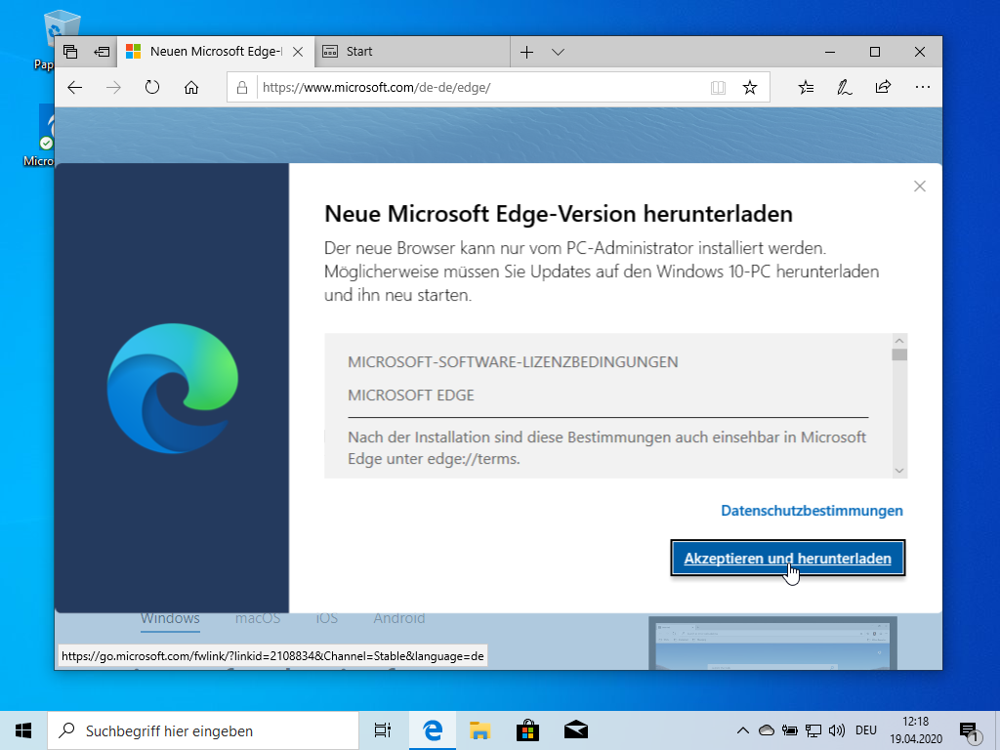 Pap
Micro
Neuen Microsoft Edge-
Start
https://www.microsoft.com/de-de/edge/
Neue Microsoft Edge-Version herunterladen
Der neue Browser kann nur vom PC-Administrator installiert werden.
Möglicherweise müssen Sie Updates auf den Windows 10-PC herunterladen
und ihn neu starten.
MICROSOFT-SOFTWARE-LIZENZBEDINGUNGEN
MICROSOFT EDGE
Nach der Installation sind diese Bestimmungen auch einsehbar in Microsoft
Edge unter edge://terms.
Datenschutzbestimmungen
Akzeptieren und herunterladen
Windows macOS iOS Android
https://go.microsoft.com/fwlink/?linkid=2108834&Channel=Stable&language=de
Suchbegriff hier eingeben
DEU
12:18
19.04.2020
1